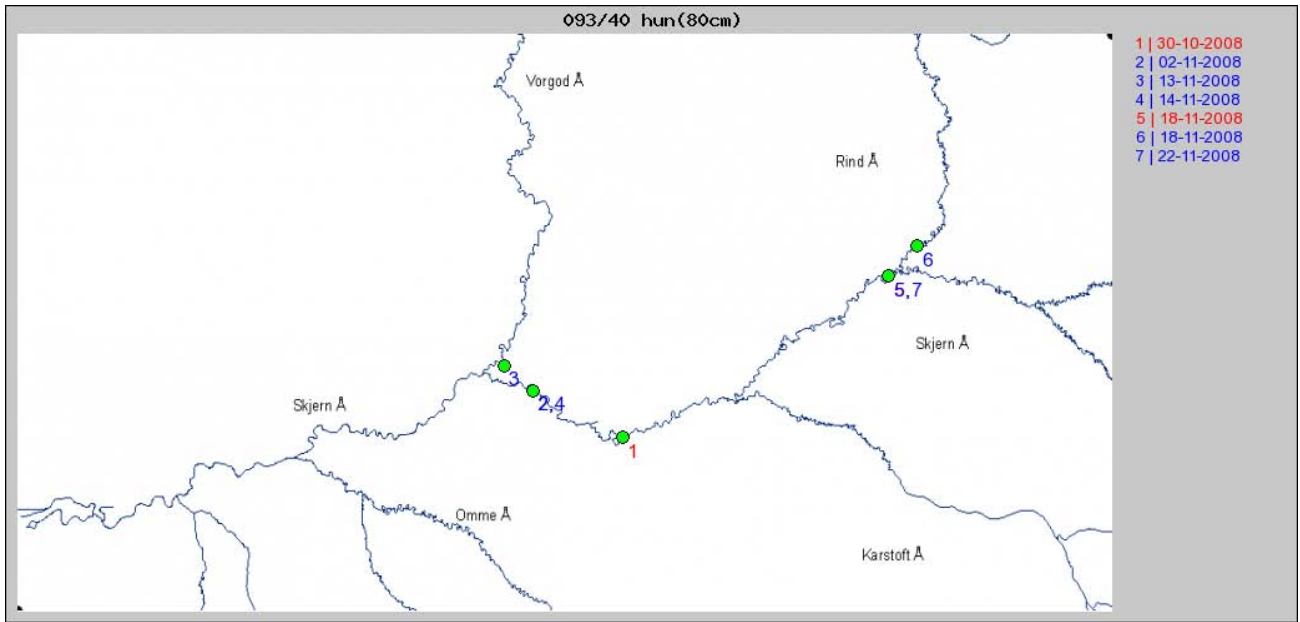 093/40 hun(80cm)
1 | 30-10-2008
2 | 02-11-2008
3 | 13-11-2008
4 | 14-11-2008
5 | 18-11-2008
6 | 18-11-2008
7 | 22-11-2008
Vorgod Å
Rind Å
6
5,7
Skjern Å
3
2,4
Skjern Å
1
Omme Å
Karstoft Å